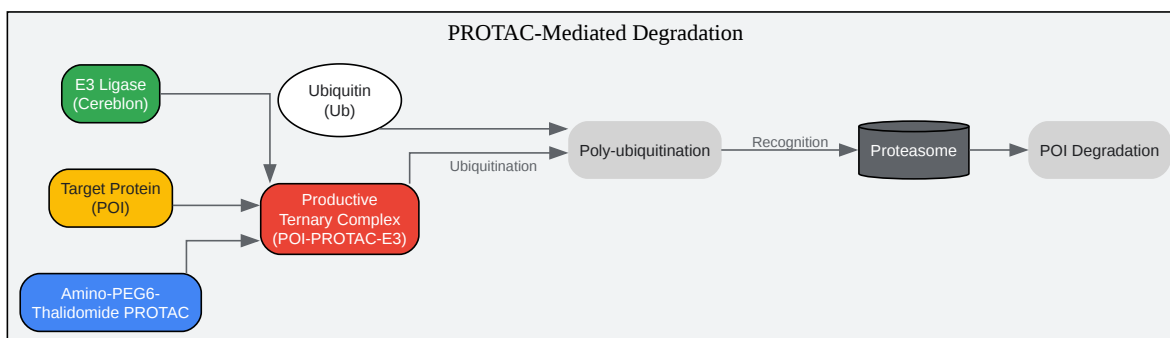 PROTAC-Mediated Degradation
E3 Ligase
(Cereblon)
Ubiquitin
(Ub)
Target Protein
(POI)
Amino-PEG6-
Thalidomide PROTAC
Productive
Ternary Complex
(POI-PROTAC-E3)
Ubiquitination
Poly-ubiquitination
Recognition
Proteasome
POI Degradation